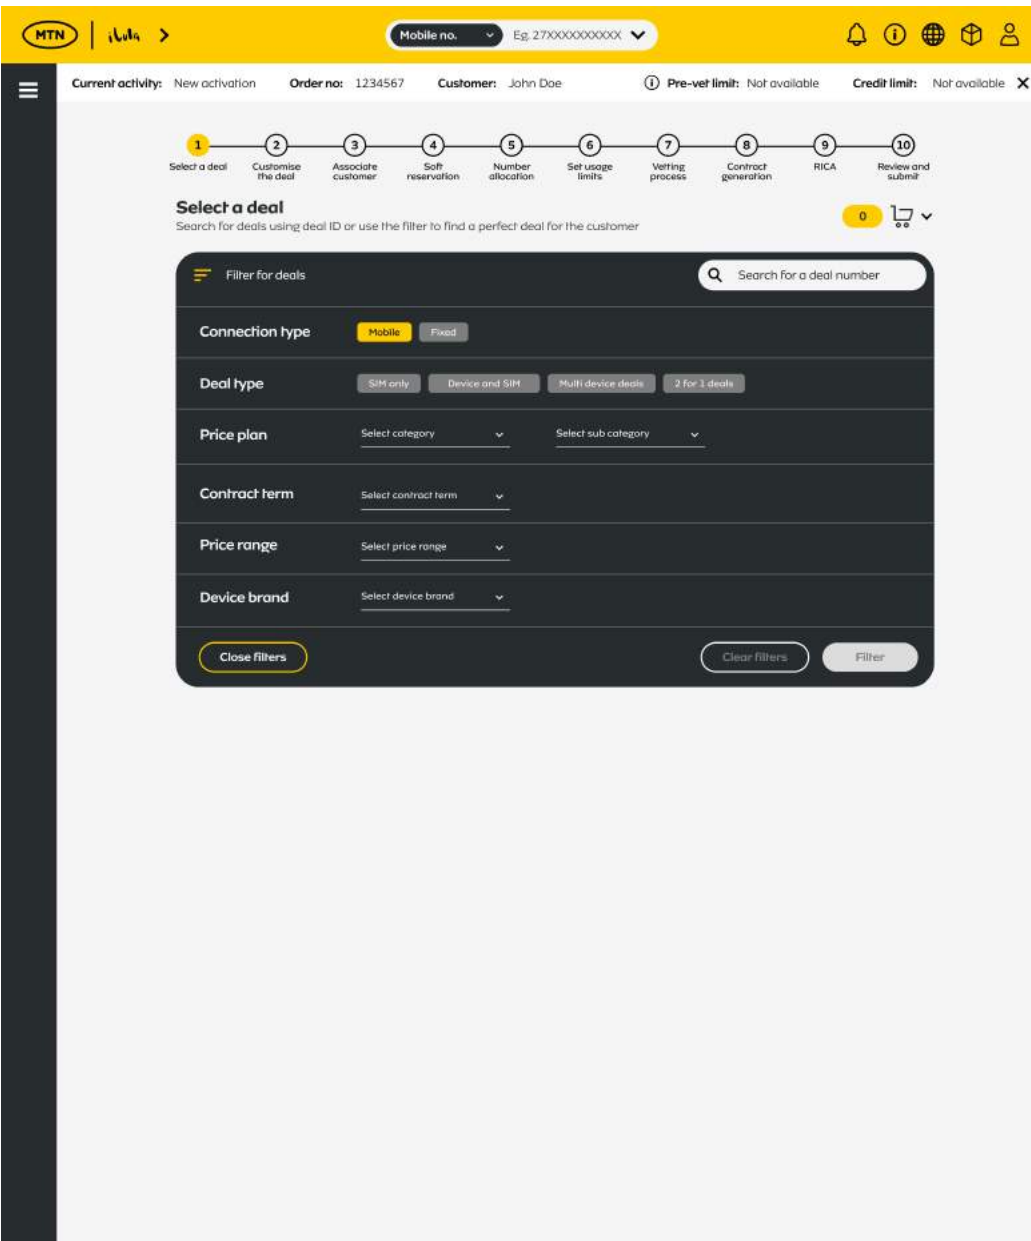 MTN ilula Mobile no. Eg. 27XXXXXXXXXX
Current activity: New activation Order no: 1234567 Customer: John Doe Pre-vet limit: Not available Credit limit: Not available
1 2 3 4 5 6 7 8 9 10
Select a deal Customise the deal Associate customer Soft reservation Number allocation Set usage limits Vetting process Contract generation RICA Review and submit
Select a deal
Search for deals using deal ID or use the filter to find a perfect deal for the customer
0
Filter for deals Search for a deal number
Connection type Mobile Fixed
Deal type SIM only Device and SIM Multi device deals 2 for 1 deals
Price plan Select category Select sub category
Contract term Select contract term
Price range Select price range
Device brand Select device brand
Close filters Clear filters Filter